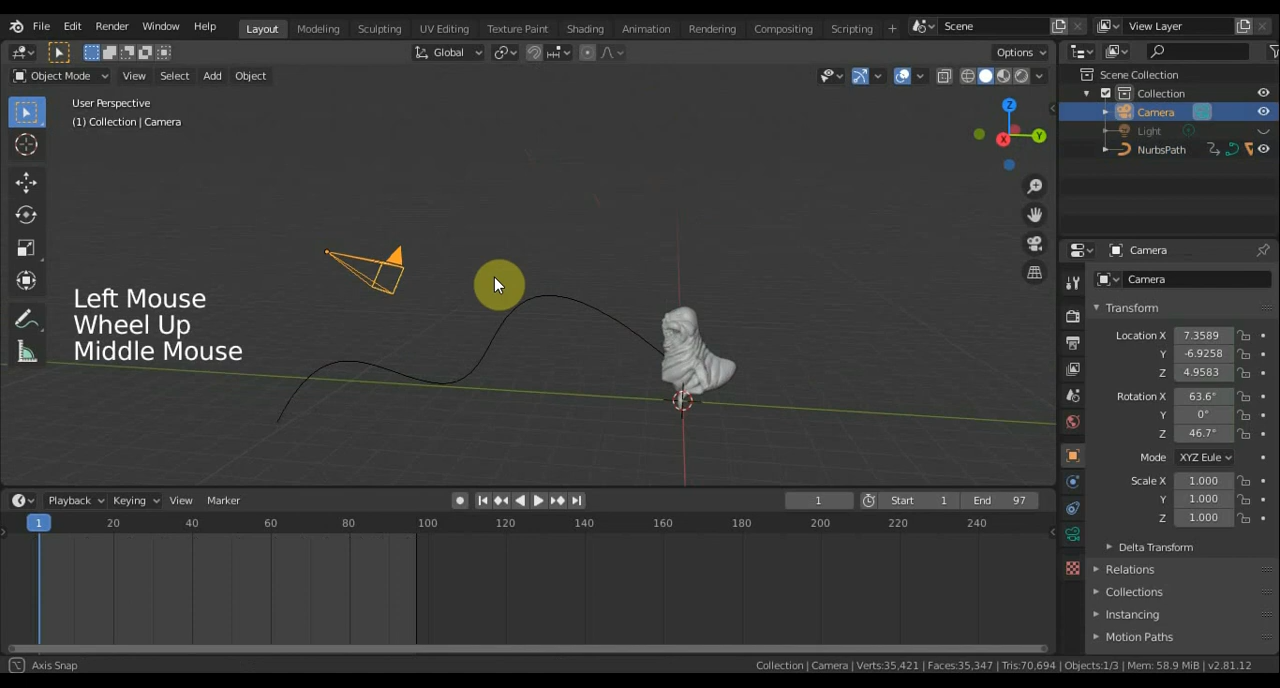 File Edit Render Window Help Layout Modeling Sculpting UV Editing Texture Paint Shading Animation Rendering Compositing Scripting + Scene View Layer
Global Options
Object Mode View Select Add Object
User Perspective
(1) Collection | Camera
Z
Y
X
Left Mouse
Wheel Up
Middle Mouse
Scene Collection
Collection
Camera
Light
NurbsPath
Camera
Camera
Transform
Location X 7.3589
Y -6.9258
Z 4.9583
Rotation X 63.6°
Y 0°
Z 46.7°
Mode XYZ Eule
Scale X 1.000
Y 1.000
Z 1.000
Delta Transform
Relations
Collections
Instancing
Motion Paths
Playback Keying View Marker 1 Start 1 End 97
1 20 40 60 80 100 120 140 160 180 200 220 240
Axis Snap Collection | Camera | Verts:35,421 | Faces:35,347 | Tris:70,694 | Objects:1/3 | Mem: 58.9 MiB | v2.81.12